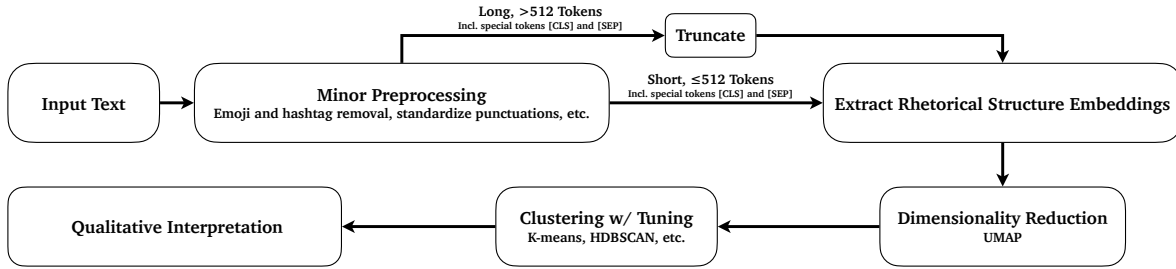 Long, >512 Tokens
Incl. special tokens [CLS] and [SEP]
Truncate
Input Text
Minor Preprocessing
Emoji and hashtag removal, standardize punctuations, etc.
Short, ≤512 Tokens
Incl. special tokens [CLS] and [SEP]
Extract Rhetorical Structure Embeddings
Qualitative Interpretation
Clustering w/ Tuning
K-means, HDBSCAN, etc.
Dimensionality Reduction
UMAP